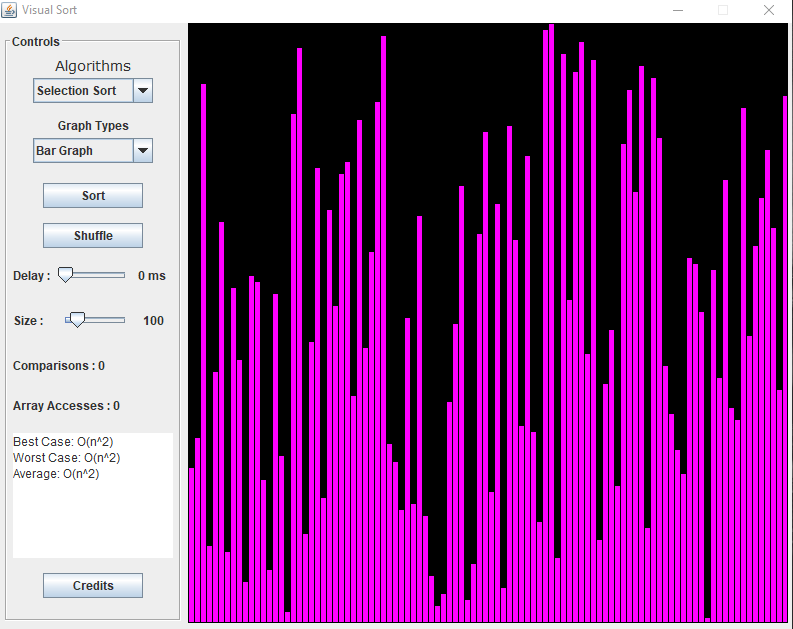 Visual Sort
Controls
Algorithms
Selection Sort
Graph Types
Bar Graph
Sort
Shuffle
Delay : 0 ms
Size : 100
Comparisons : 0
Array Accesses : 0
Best Case: O(n^2)
Worst Case: O(n^2)
Average: O(n^2)
Credits